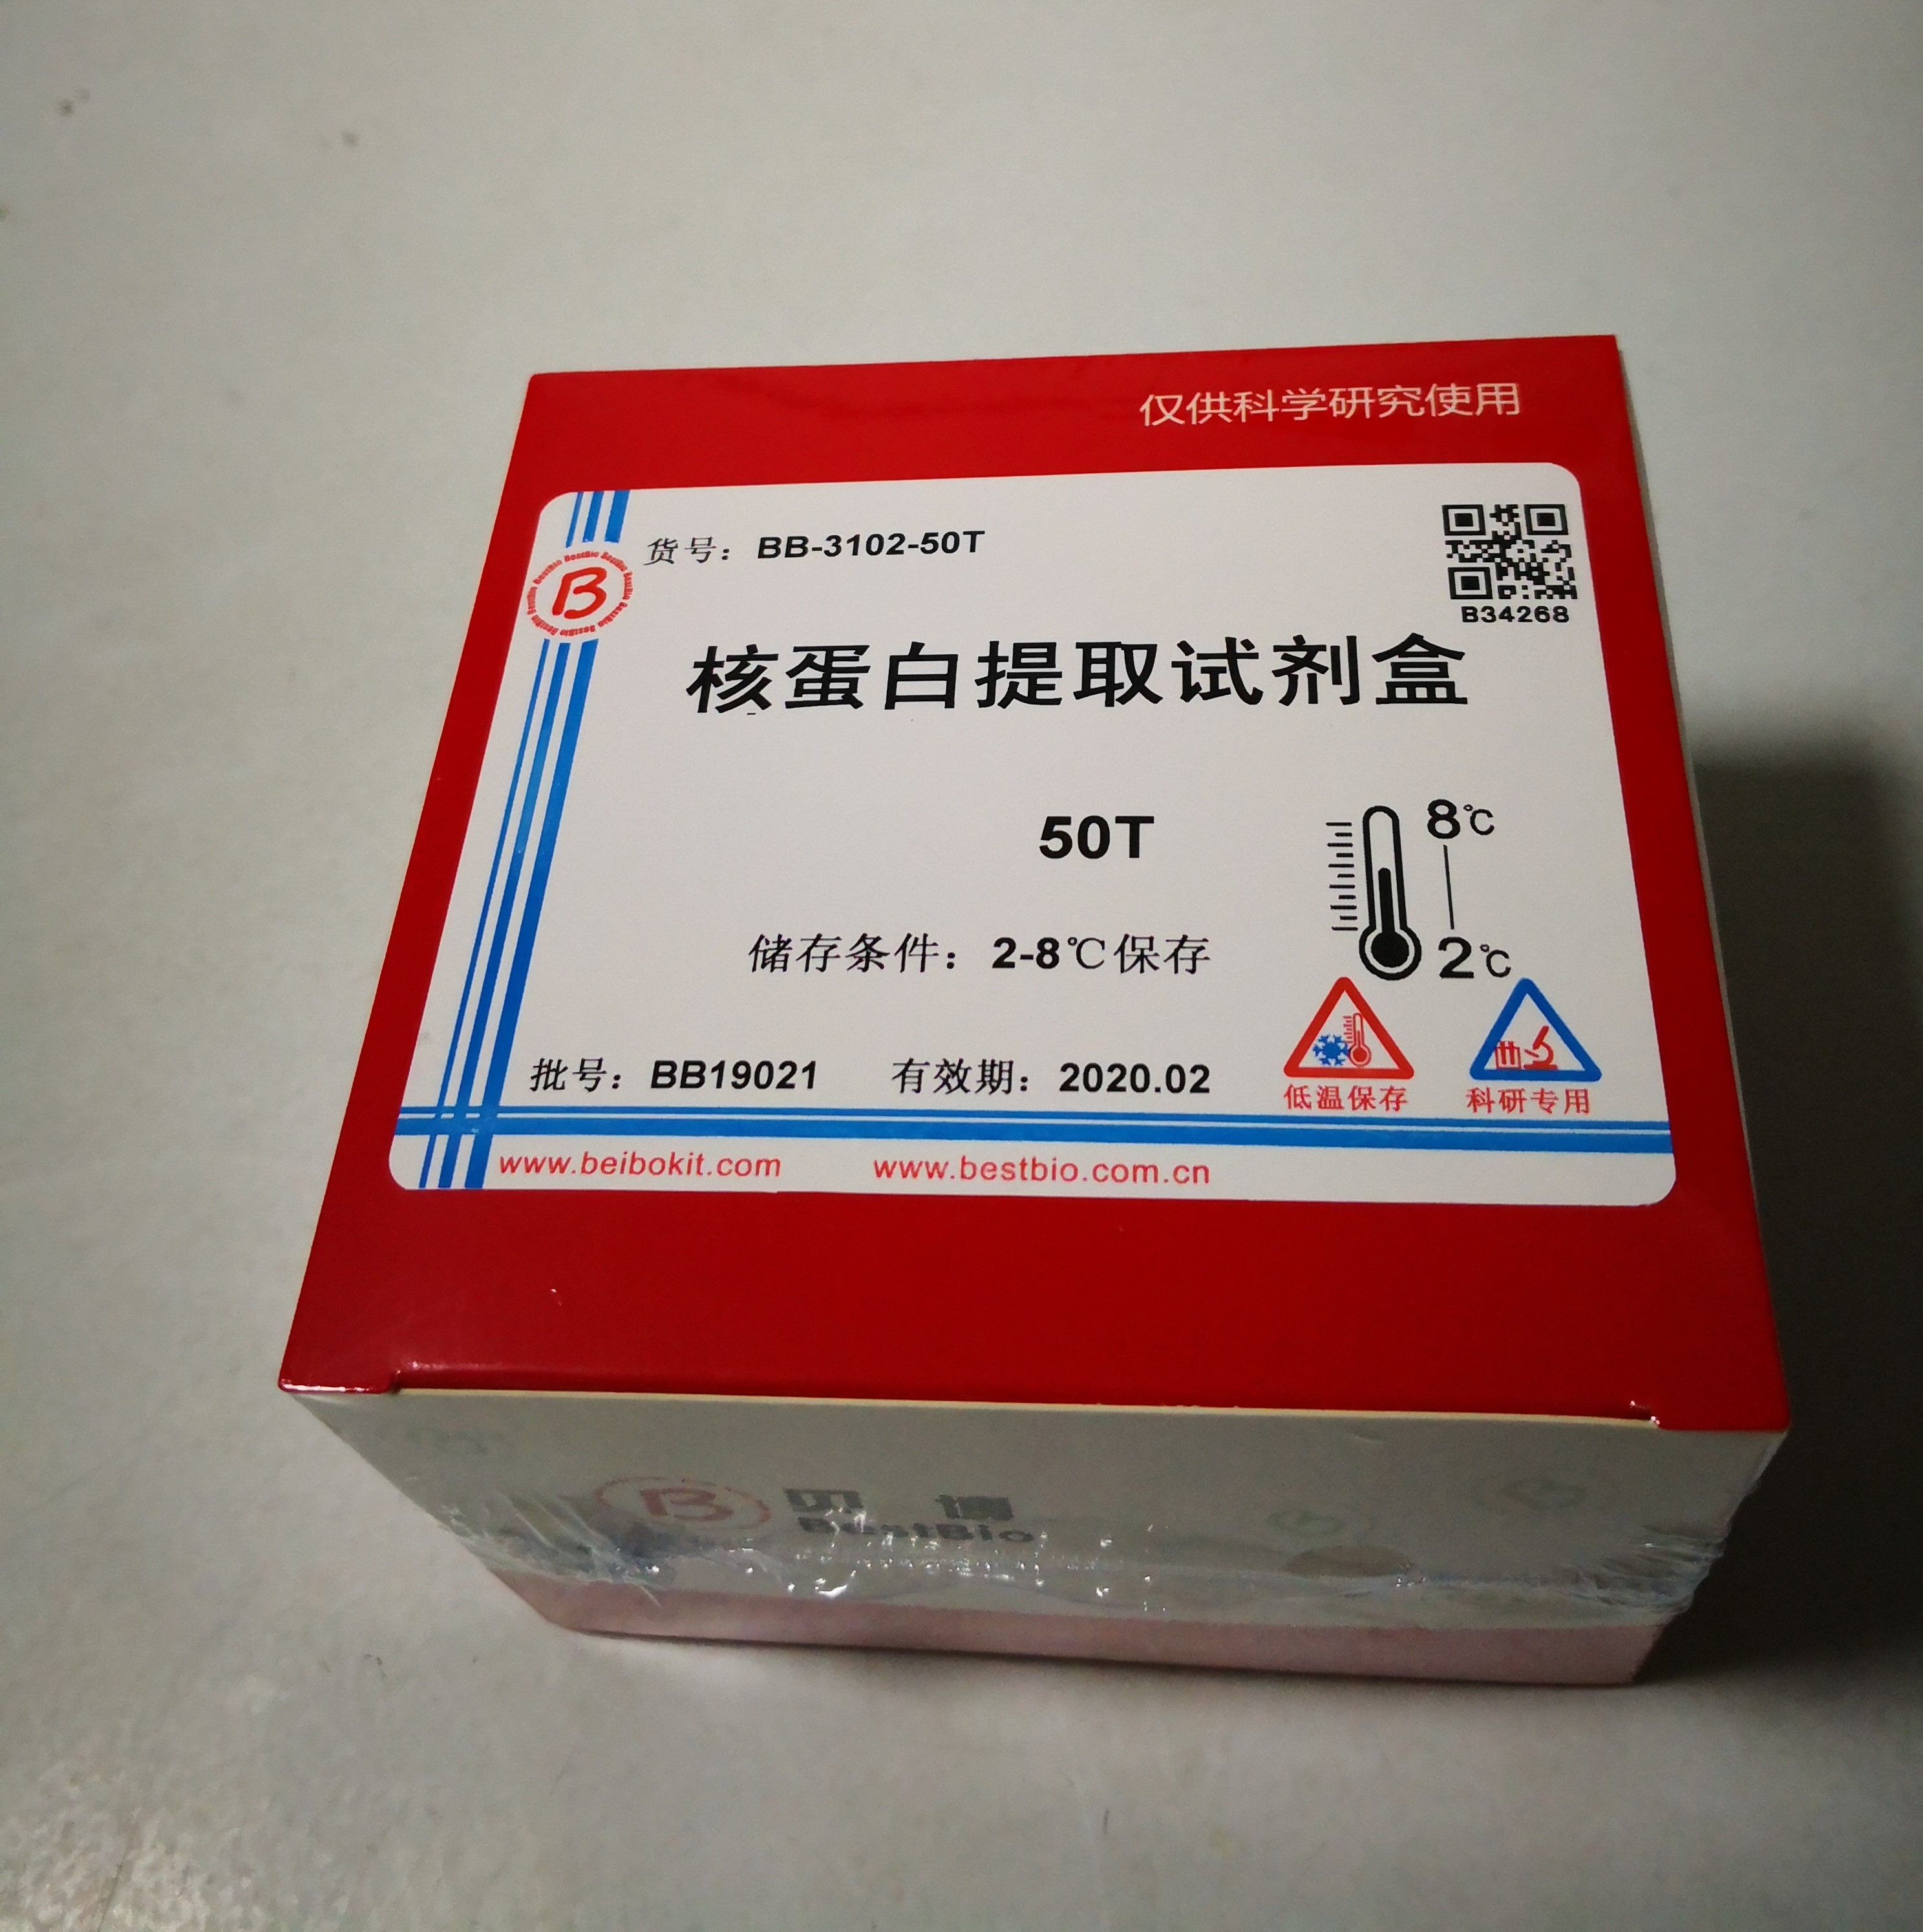 仅供科学研究使用
货号：BB-3102-50T
B34268
B
核蛋白提取试剂盒
50T
8℃
2℃
储存条件：2-8℃保存
批号：BB19021 有效期：2020.02
低温保存 科研专用
www.beibokit.com www.bestbio.com.cn
B 贝博
BestBio